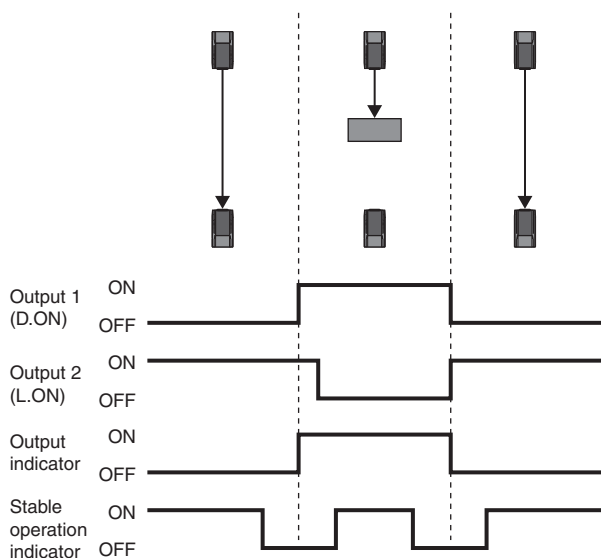 Output 1
(D.ON)
ON
OFF
Output 2
(L.ON)
ON
OFF
Output
indicator
ON
OFF
Stable
operation
indicator
ON
OFF